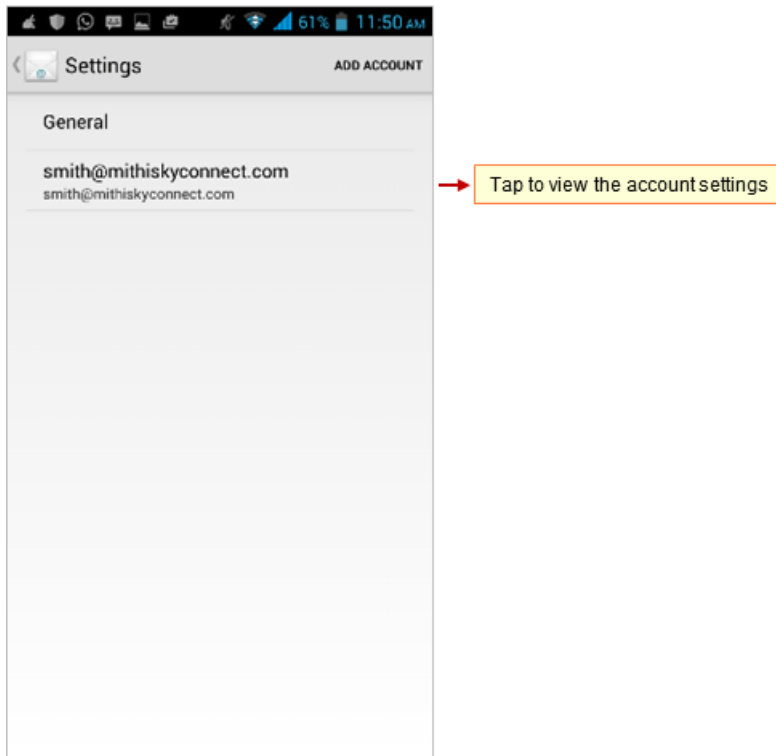 61% 11:50 AM
Settings ADD ACCOUNT
General
smith@mithiskyconnect.com
smith@mithiskyconnect.com
Tap to view the account settings